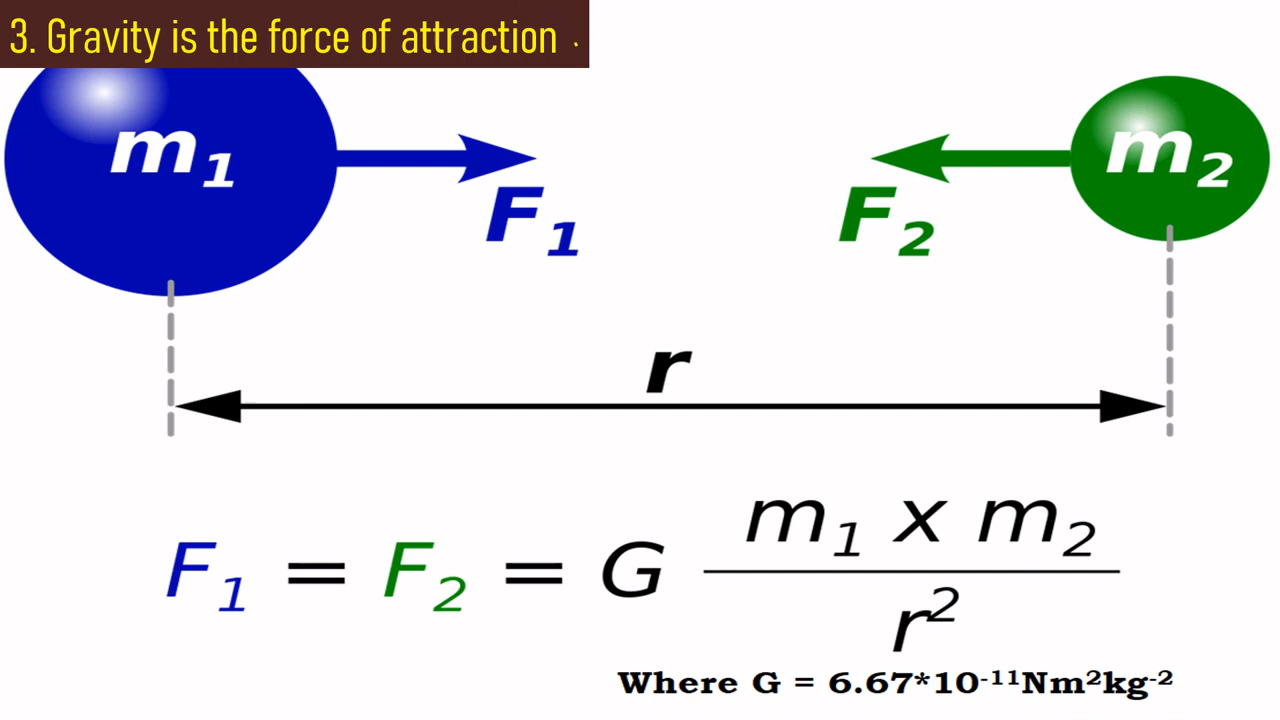 3. Gravity is the force of attraction
m₁ m₂
F₁ F₂
r
F₁ = F₂ = G (m₁ x m₂) / r²
Where G = 6.67*10⁻¹¹Nm²kg⁻²